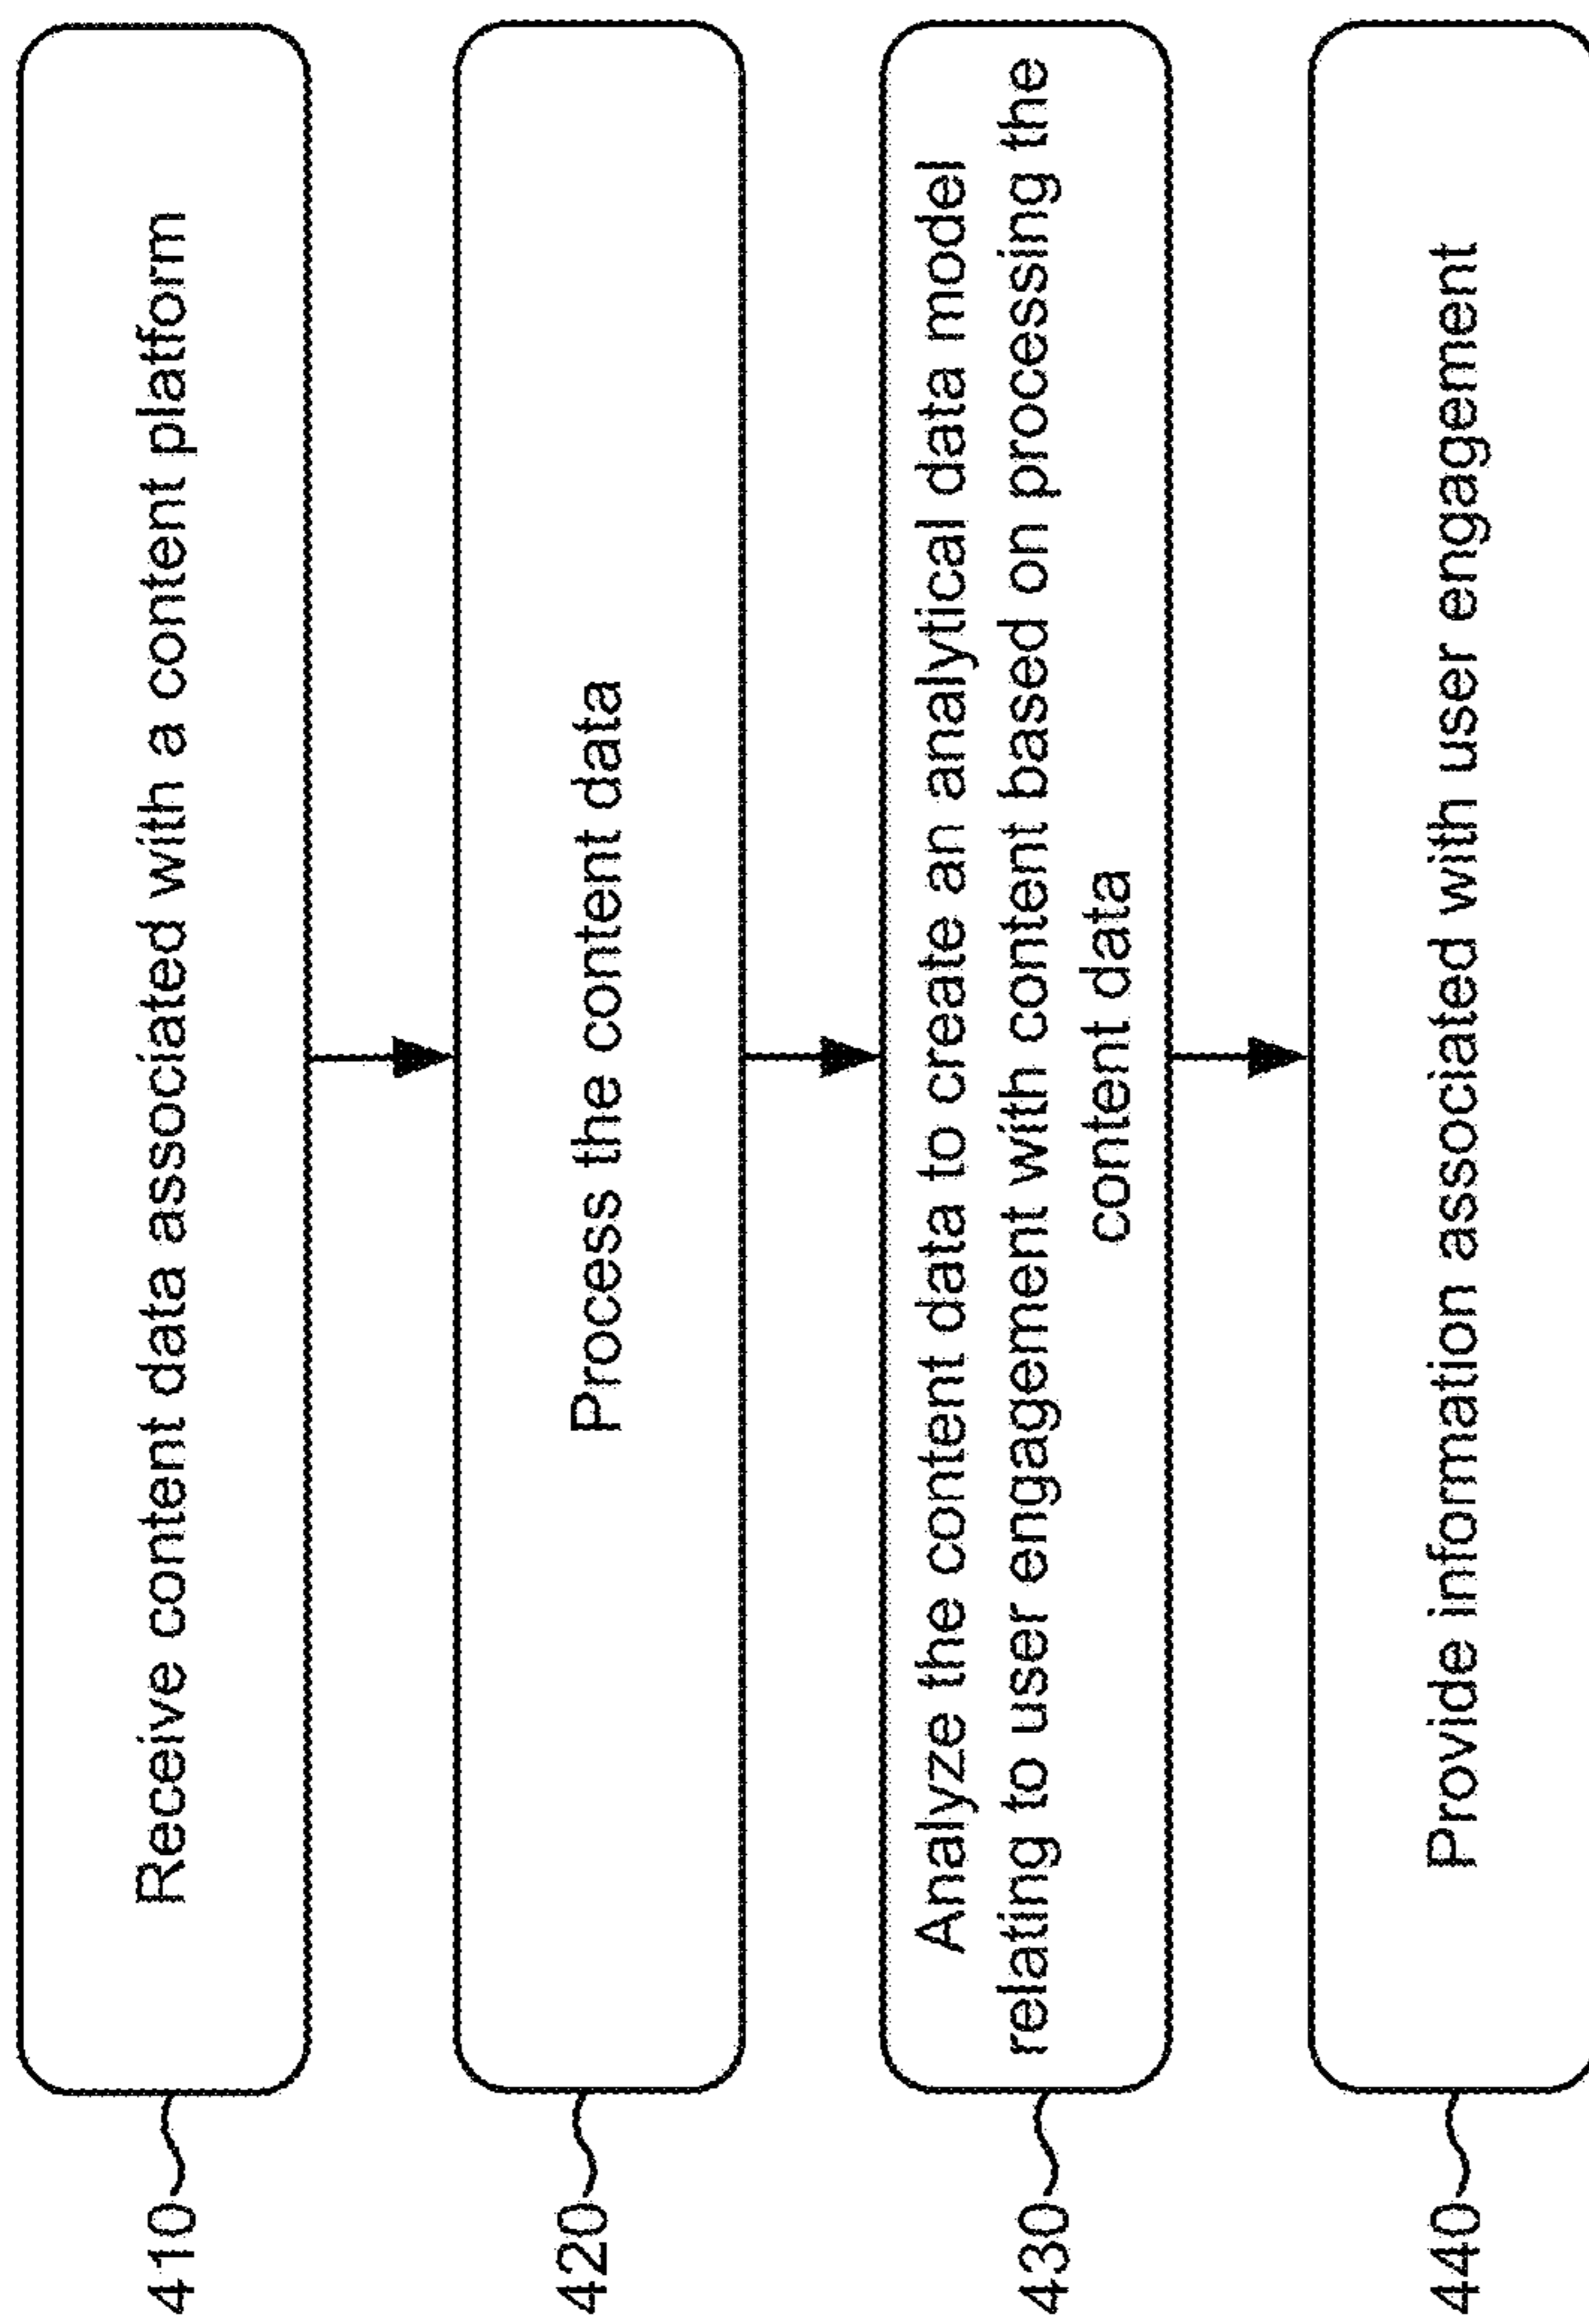 410
Receive content data associated with a content platform
420
Process the content data
430
Analyze the content data to create an analytical data model
relating to user engagement with content based on processing the
content data
440
Provide information associated with user engagement